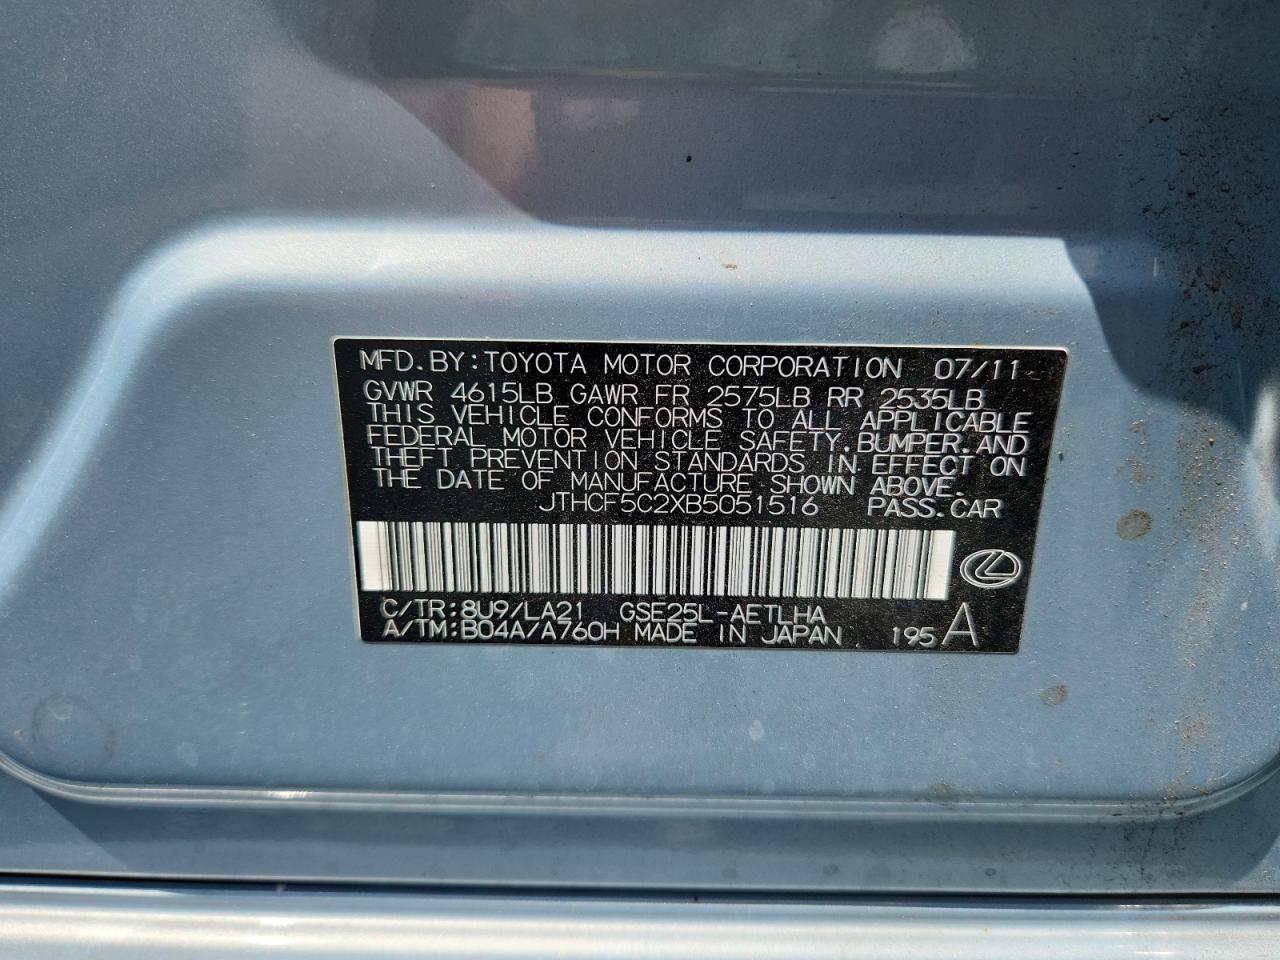 MFD. BY: TOYOTA MOTOR CORPORATION 07/11
GVWR 4615LB GAWR FR 2575LB RR 2535LB
THIS VEHICLE CONFORMS TO ALL APPLICABLE
FEDERAL MOTOR VEHICLE SAFETY, BUMPER, AND
THEFT PREVENTION STANDARDS IN EFFECT ON
THE DATE OF MANUFACTURE SHOWN ABOVE.
JTHCF5C2XB5051516 PASS. CAR
C/TR: 8U9/LA21 GSE25L-AETLHA
A/TM: B04A/A760H MADE IN JAPAN 195 A